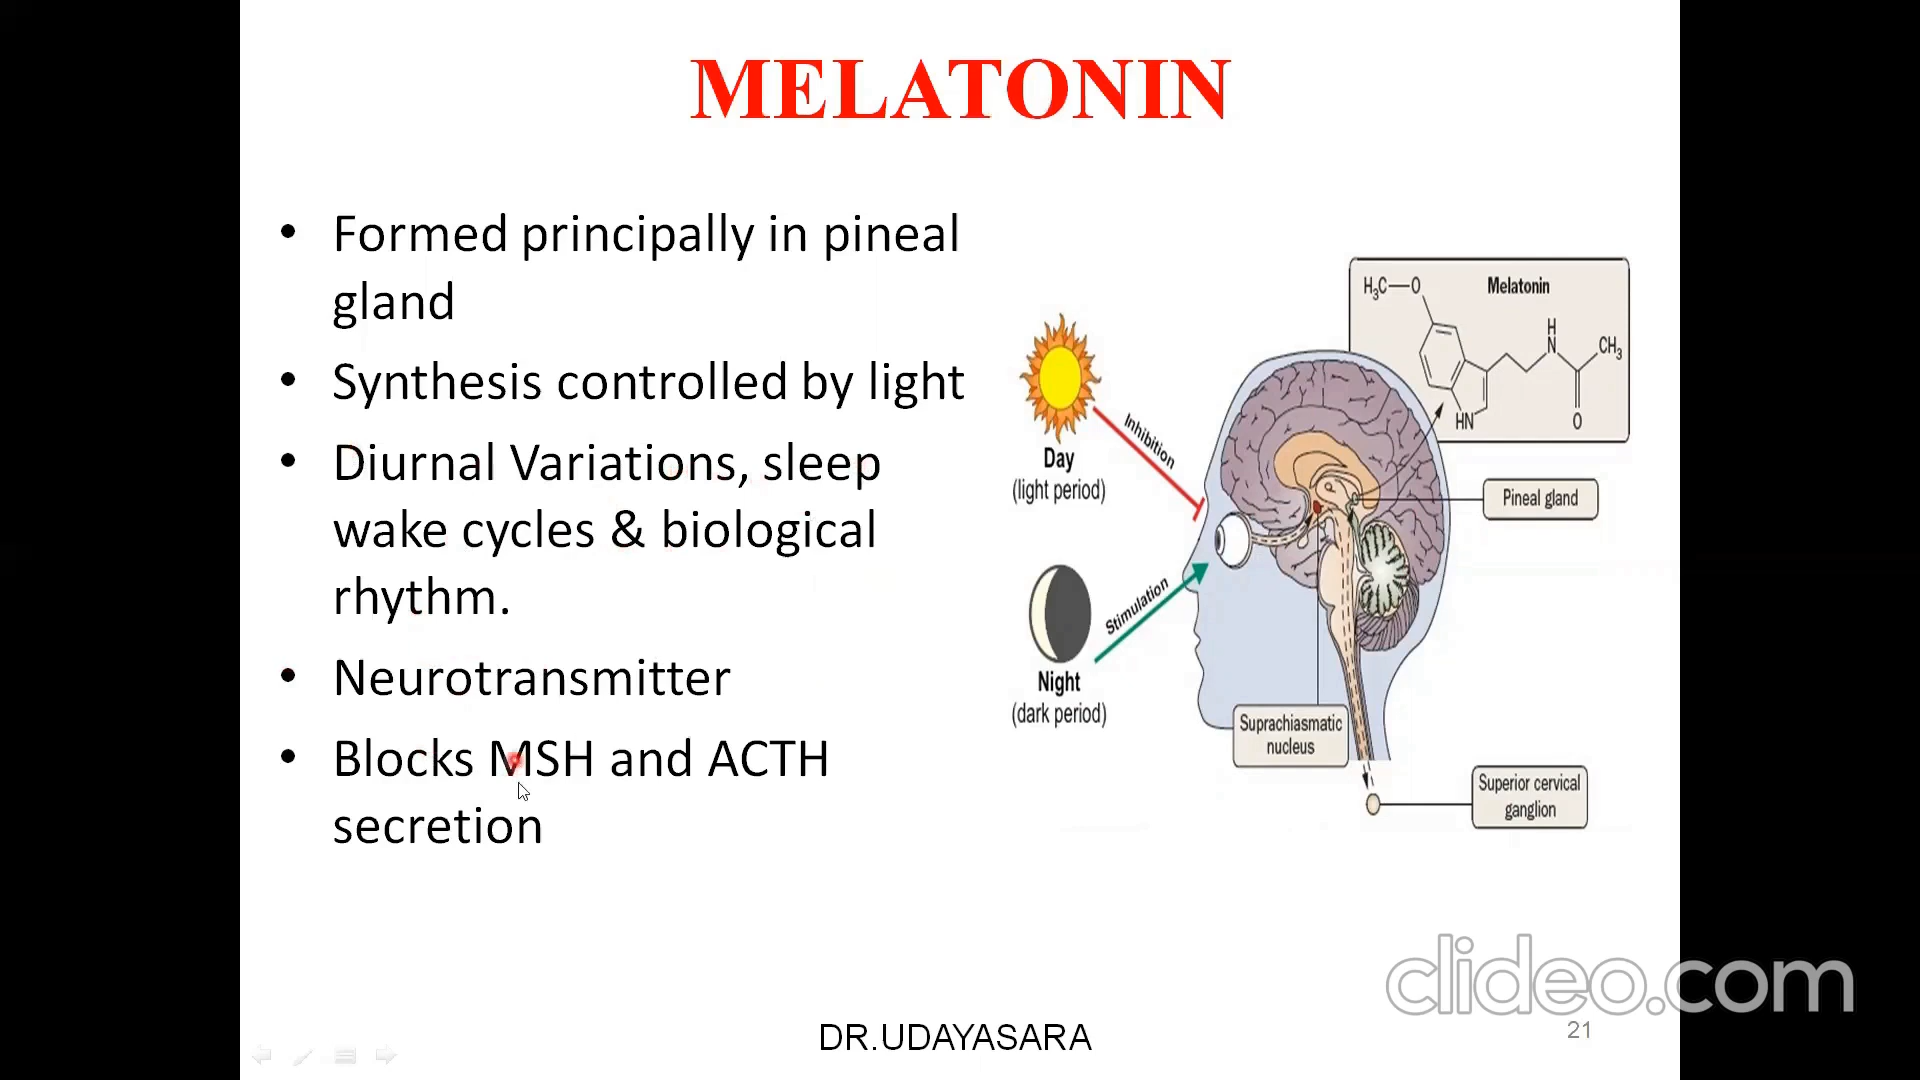 MELATONIN
• Formed principally in pineal
gland
• Synthesis controlled by light
• Diurnal Variations, sleep
wake cycles & biological
rhythm.
• Neurotransmitter
• Blocks MSH and ACTH
secretion
H3C—O
Melatonin
H
N
CH3
HN
O
Inhibition
Day
(light period)
Pineal gland
Stimulation
Night
(dark period)
Suprachiasmatic
nucleus
Superior cervical
ganglion
clideo.com
DR.UDAYASARA
21